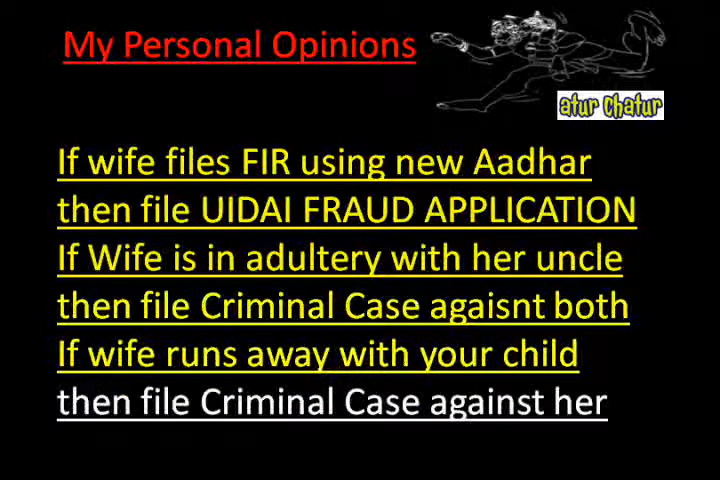 My Personal Opinions
atur Chatur
If wife files FIR using new Aadhar
then file UIDAI FRAUD APPLICATION
If Wife is in adultery with her uncle
then file Criminal Case agaisnt both
If wife runs away with your child
then file Criminal Case against her